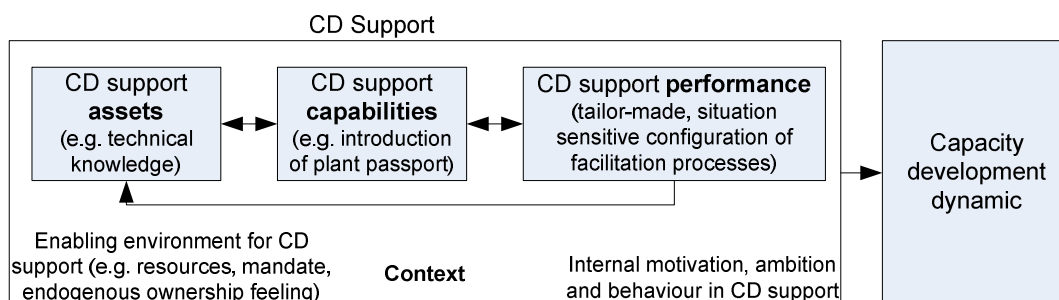 CD Support
CD support
assets
(e.g. technical
knowledge)
CD support
capabilities
(e.g. introduction
of plant passport)
CD support performance
(tailor-made, situation
sensitive configuration of
facilitation processes)
Capacity
development
dynamic
Enabling environment for CD
support (e.g. resources, mandate,
endogenous ownership feeling)
Context
Internal motivation, ambition
and behaviour in CD support